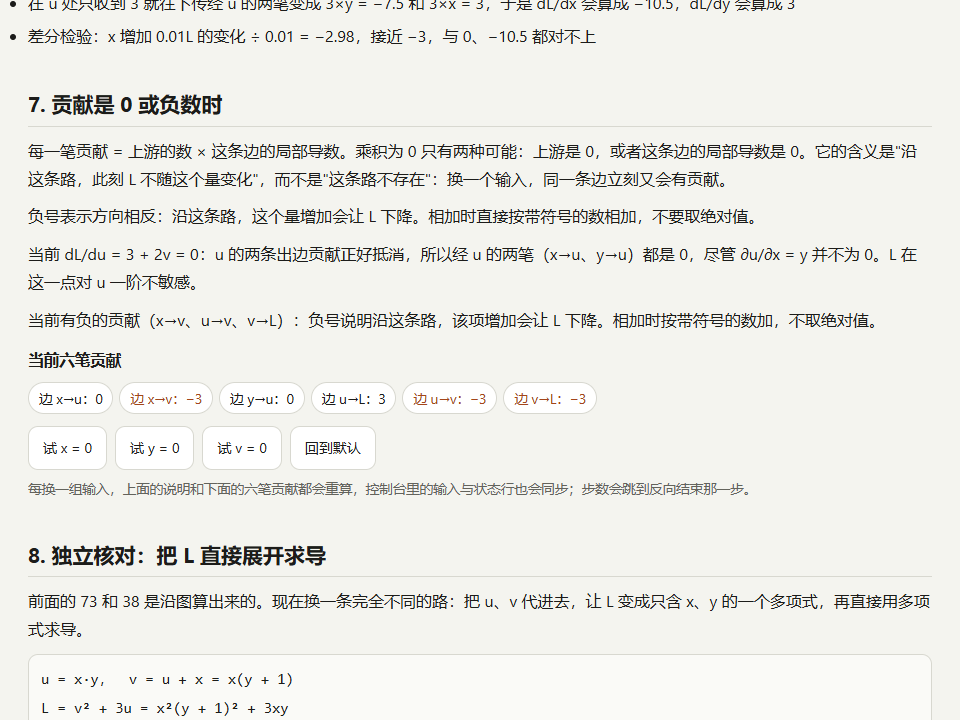 在 u 处只收到 3 就往下传经 u 的两笔变成 3×y = −7.5 和 3×x = 3，于是 dL/dx 会算成 −10.5，dL/dy 会算成 3
差分检验：x 增加 0.01L 的变化 ÷ 0.01 = −2.98，接近 −3，与 0、−10.5 都对不上
7. 贡献是 0 或负数时
每一笔贡献 = 上游的数 × 这条边的局部导数。乘积为 0 只有两种可能：上游是 0，或者这条边的局部导数是 0。它的含义是"沿
这条路，此刻 L 不随这个量变化"，而不是"这条路不存在"：换一个输入，同一条边立刻又会有贡献。
负号表示方向相反：沿这条路，这个量增加会让 L 下降。相加时直接按带符号的数相加，不要取绝对值。
当前 dL/du = 3 + 2v = 0：u 的两条出边贡献正好抵消，所以经 u 的两笔（x→u、y→u）都是 0，尽管 ∂u/∂x = y 并不为 0。L 在
这一点对 u 一阶不敏感。
当前有负的贡献（x→v、u→v、v→L）：负号说明沿这条路，该项增加会让 L 下降。相加时按带符号的数加，不取绝对值。
当前六笔贡献
边 x→u：0 边 x→v：−3 边 y→u：0 边 u→L：3 边 u→v：−3 边 v→L：−3
试 x = 0 试 y = 0 试 v = 0 回到默认
每换一组输入，上面的说明和下面的六笔贡献都会重算，控制台里的输入与状态行也会同步；步数会跳到反向结束那一步。
8. 独立核对：把 L 直接展开求导
前面的 73 和 38 是沿图算出来的。现在换一条完全不同的路：把 u、v 代进去，让 L 变成只含 x、y 的一个多项式，再直接用多项
式求导。
u = x·y,   v = u + x = x(y + 1)
L = v² + 3u = x²(y + 1)² + 3xy